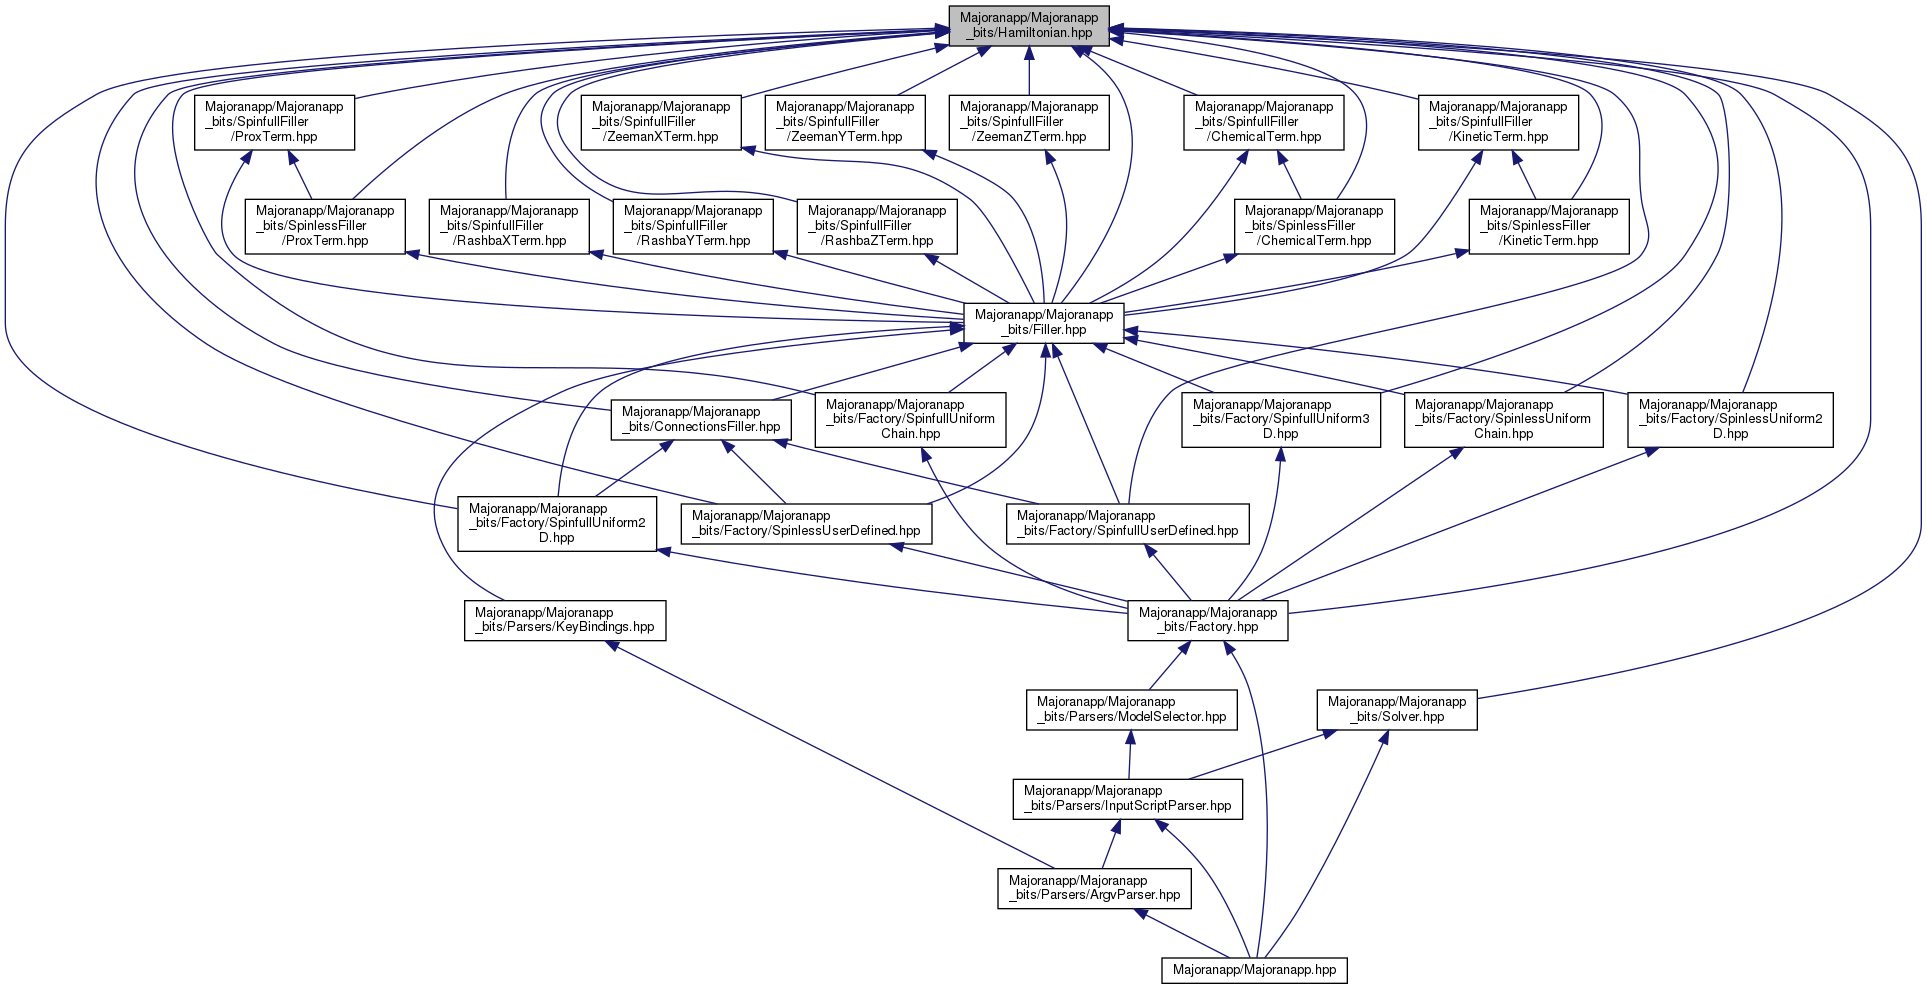 Majoranapp/Majoranapp
_bits/Hamiltonian.hpp
Majoranapp/Majoranapp
_bits/SpinfullFiller
/ProxTerm.hpp
Majoranapp/Majoranapp
_bits/SpinfullFiller
/ZeemanXTerm.hpp
Majoranapp/Majoranapp
_bits/SpinfullFiller
/ZeemanYTerm.hpp
Majoranapp/Majoranapp
_bits/SpinfullFiller
/ZeemanZTerm.hpp
Majoranapp/Majoranapp
_bits/SpinfullFiller
/ChemicalTerm.hpp
Majoranapp/Majoranapp
_bits/SpinfullFiller
/KineticTerm.hpp
Majoranapp/Majoranapp
_bits/SpinlessFiller
/ProxTerm.hpp
Majoranapp/Majoranapp
_bits/SpinfullFiller
/RashbaXTerm.hpp
Majoranapp/Majoranapp
_bits/SpinfullFiller
/RashbaYTerm.hpp
Majoranapp/Majoranapp
_bits/SpinfullFiller
/RashbaZTerm.hpp
Majoranapp/Majoranapp
_bits/SpinlessFiller
/ChemicalTerm.hpp
Majoranapp/Majoranapp
_bits/SpinlessFiller
/KineticTerm.hpp
Majoranapp/Majoranapp
_bits/Filler.hpp
Majoranapp/Majoranapp
_bits/ConnectionsFiller.hpp
Majoranapp/Majoranapp
_bits/Factory/SpinfullUniform
Chain.hpp
Majoranapp/Majoranapp
_bits/Factory/SpinfullUniform3
D.hpp
Majoranapp/Majoranapp
_bits/Factory/SpinlessUniform
Chain.hpp
Majoranapp/Majoranapp
_bits/Factory/SpinlessUniform2
D.hpp
Majoranapp/Majoranapp
_bits/Factory/SpinfullUniform2
D.hpp
Majoranapp/Majoranapp
_bits/Factory/SpinlessUserDefined.hpp
Majoranapp/Majoranapp
_bits/Factory/SpinfullUserDefined.hpp
Majoranapp/Majoranapp
_bits/Parsers/KeyBindings.hpp
Majoranapp/Majoranapp
_bits/Factory.hpp
Majoranapp/Majoranapp
_bits/Parsers/ModelSelector.hpp
Majoranapp/Majoranapp
_bits/Solver.hpp
Majoranapp/Majoranapp
_bits/Parsers/InputScriptParser.hpp
Majoranapp/Majoranapp
_bits/Parsers/ArgvParser.hpp
Majoranapp/Majoranapp.hpp